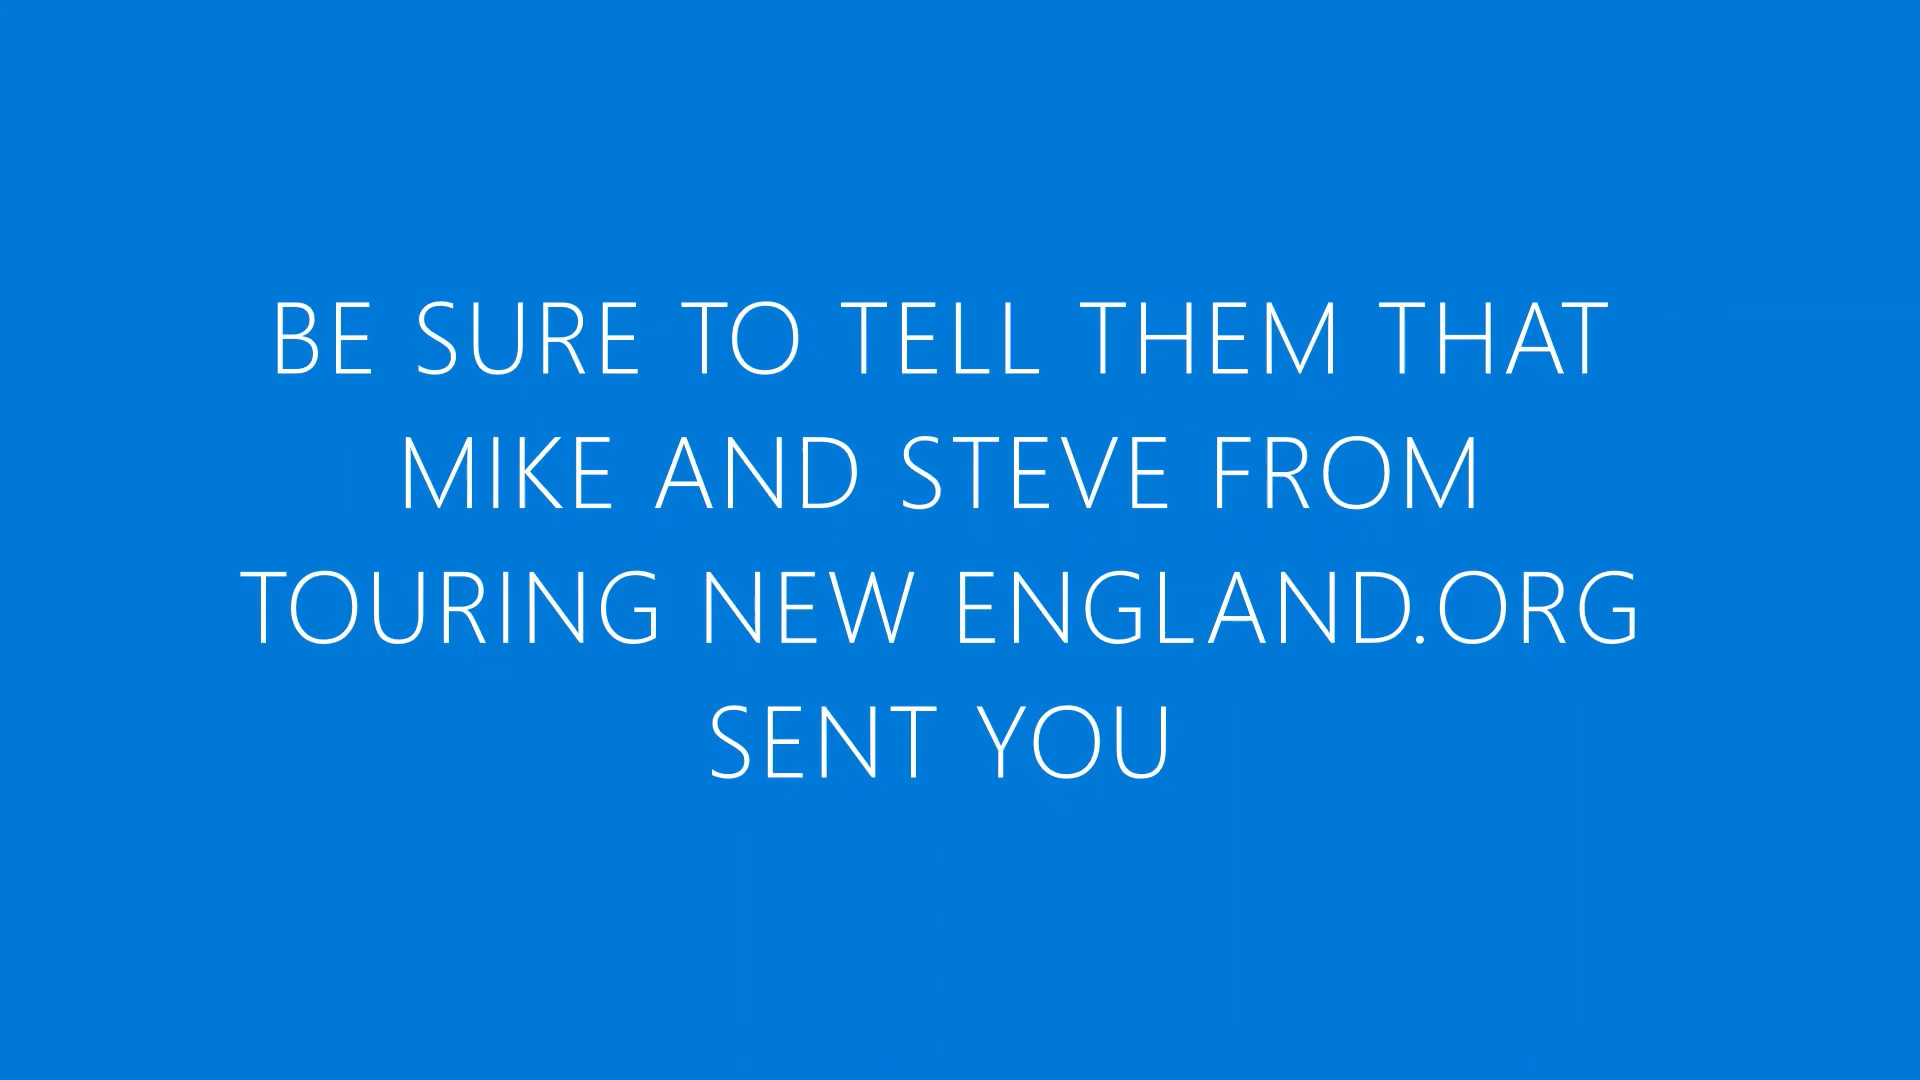 BE SURE TO TELL THEM THAT
MIKE AND STEVE FROM
TOURING NEW ENGLAND.ORG
SENT YOU